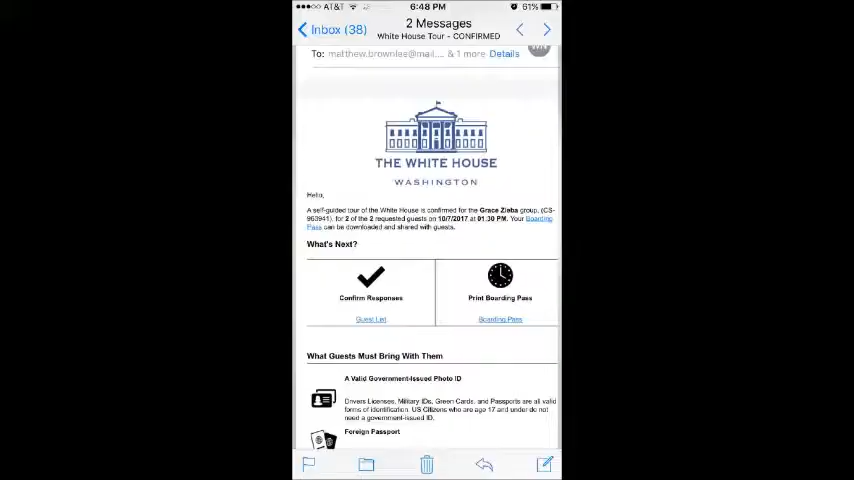 AT&T 6:48 PM 61%
Inbox (38) 2 Messages
White House Tour - CONFIRMED
To: matthew.brownlee@mail.... & 1 more Details
THE WHITE HOUSE
WASHINGTON
Hello,
A self-guided tour of the White House is confirmed for the Grace Zieba group, (CS-
963941), for 2 of the 2 requested guests on 10/7/2017 at 01:30 PM. Your Boarding
Pass can be downloaded and shared with guests.
What's Next?
Confirm Responses
Guest List
Print Boarding Pass
Boarding Pass
What Guests Must Bring With Them
A Valid Government-Issued Photo ID
Drivers Licenses, Military IDs, Green Cards, and Passports are all valid
forms of identification. US Citizens who are age 17 and under do not
need a government-issued ID.
Foreign Passport